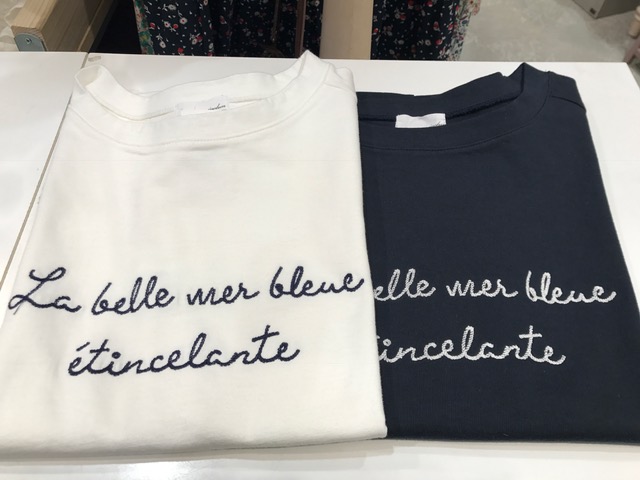 La belle mer bleue
étincelante
elle mer bleue
tincelante